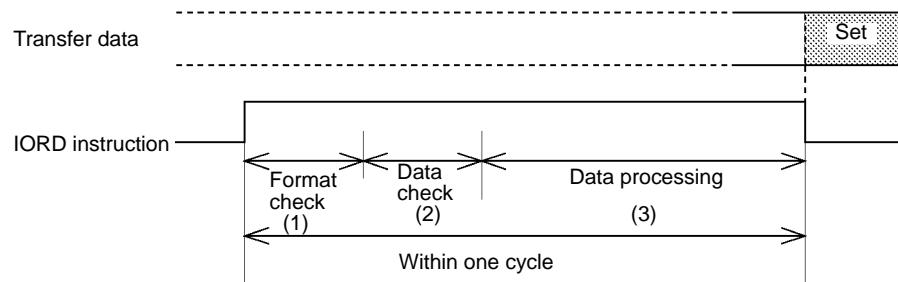 Transfer data
Set
IORD instruction
Format
check
(1)
Data
check
(2)
Data processing
(3)
Within one cycle